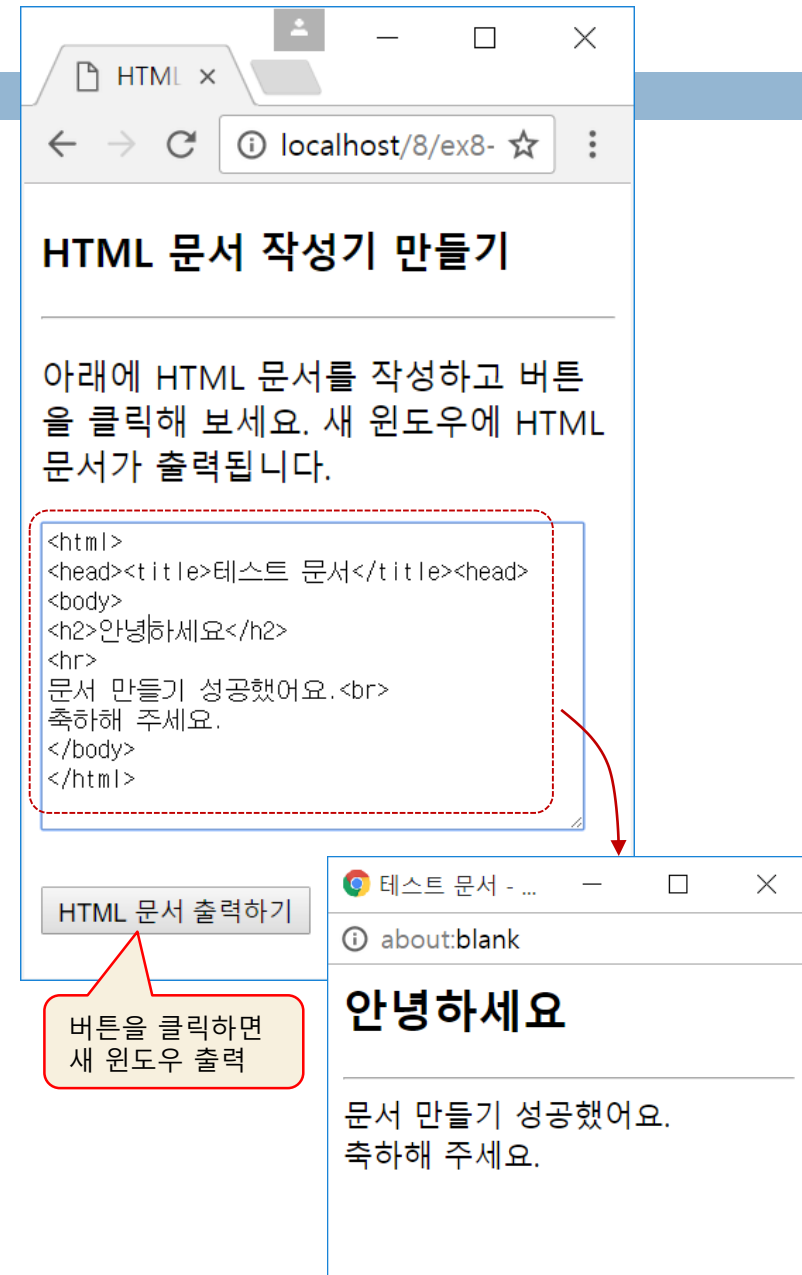 HTML
localhost/8/ex8-
HTML 문서 작성기 만들기
아래에 HTML 문서를 작성하고 버튼
을 클릭해 보세요. 새 윈도우에 HTML
문서가 출력됩니다.
<html>
<head><title>테스트 문서</title><head>
<body>
<h2>안녕하세요</h2>
<hr>
문서 만들기 성공했어요.<br>
축하해 주세요.
</body>
</html>
HTML 문서 출력하기
버튼을 클릭하면
새 윈도우 출력
테스트 문서 - ...
about:blank
안녕하세요
문서 만들기 성공했어요.
축하해 주세요.